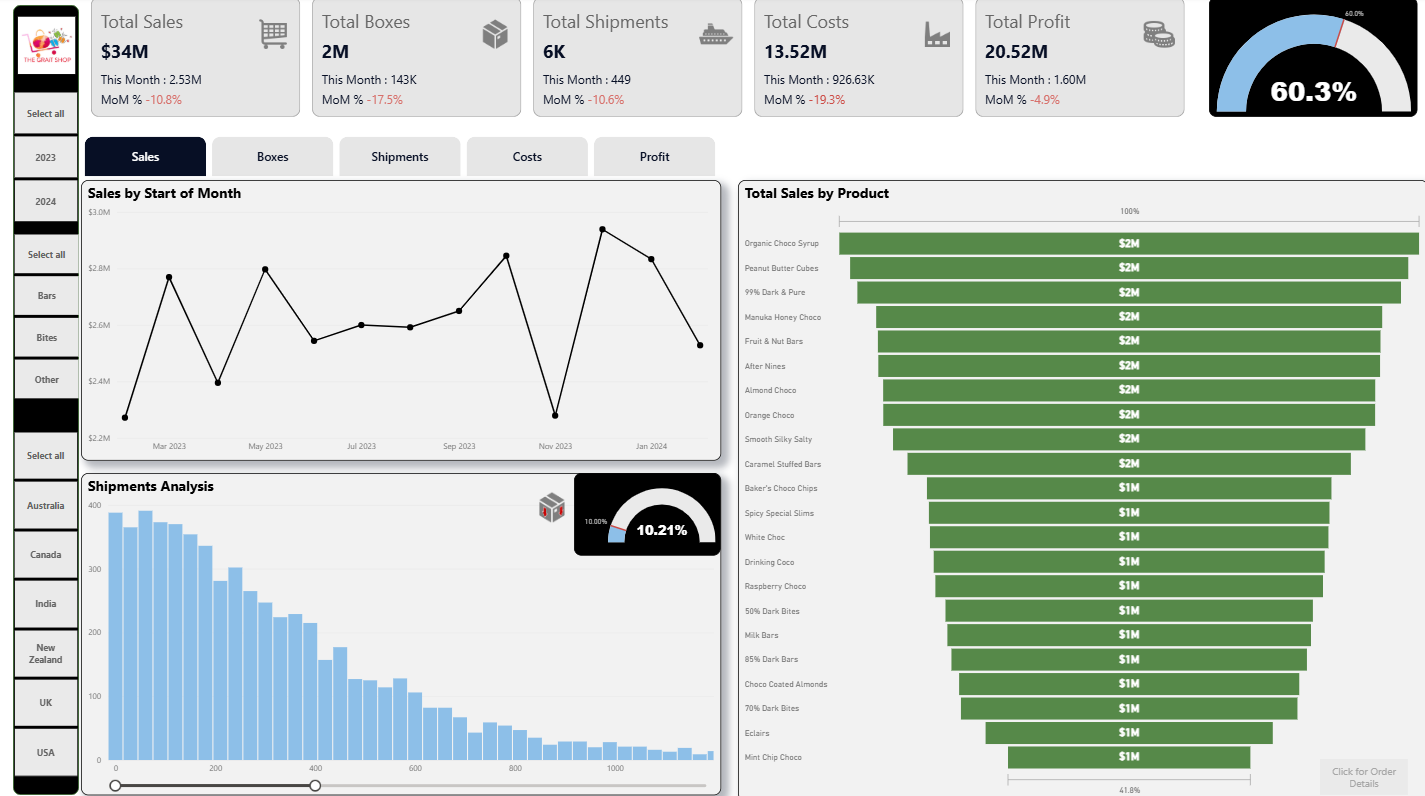 THE GRAIT SHOP
Select all
2023
2024
Select all
Bars
Bites
Other
Select all
Australia
Canada
India
New
Zealand
UK
USA
Total Sales
$34M
This Month : 2.53M
MoM % -10.8%
Total Boxes
2M
This Month : 143K
MoM % -17.5%
Total Shipments
6K
This Month : 449
MoM % -10.6%
Total Costs
13.52M
This Month : 926.63K
MoM % -19.3%
Total Profit
20.52M
This Month : 1.60M
MoM % -4.9%
60.0%
60.3%
Sales
Boxes
Shipments
Costs
Profit
Sales by Start of Month
$3.0M
$2.8M
$2.6M
$2.4M
$2.2M
Mar 2023
May 2023
Jul 2023
Sep 2023
Nov 2023
Jan 2024
Shipments Analysis
10.00%
10.21%
400
300
200
100
0
0
200
400
600
800
1000
Total Sales by Product
100%
Organic Choco Syrup
$2M
Peanut Butter Cubes
$2M
99% Dark & Pure
$2M
Manuka Honey Choco
$2M
Fruit & Nut Bars
$2M
After Nines
$2M
Almond Choco
$2M
Orange Choco
$2M
Smooth Silky Salty
$2M
Caramel Stuffed Bars
$2M
Baker's Choco Chips
$1M
Spicy Special Slims
$1M
White Choc
$1M
Drinking Coco
$1M
Raspberry Choco
$1M
50% Dark Bites
$1M
Milk Bars
$1M
85% Dark Bars
$1M
Choco Coated Almonds
$1M
70% Dark Bites
$1M
Eclairs
$1M
Mint Chip Choco
$1M
41.8%
Click for Order
Details